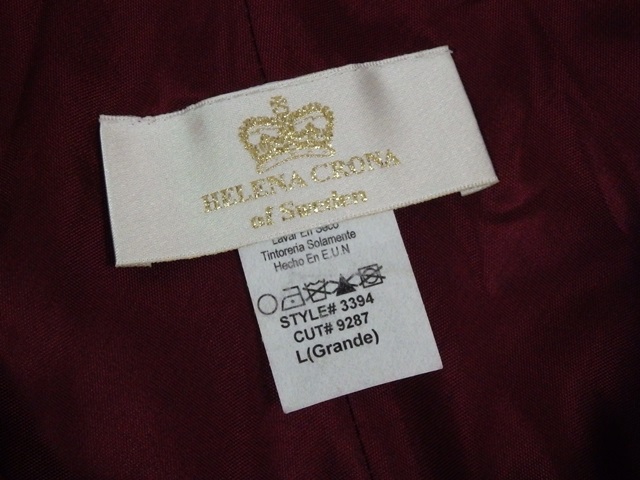 HELENA CRONA
of Sweden
Lavar En Seco
Tintoreria Solamente
Hecho En E.U.N
STYLE# 3394
CUT# 9287
L(Grande)